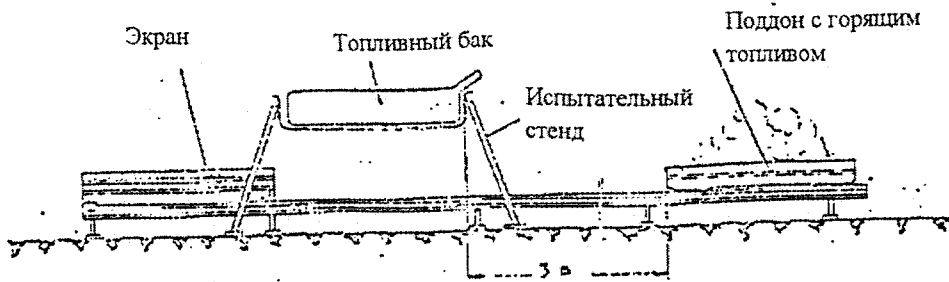 Экран
Топливный бак
Поддон с горящим
топливом
Испытательный
стенд
3 м